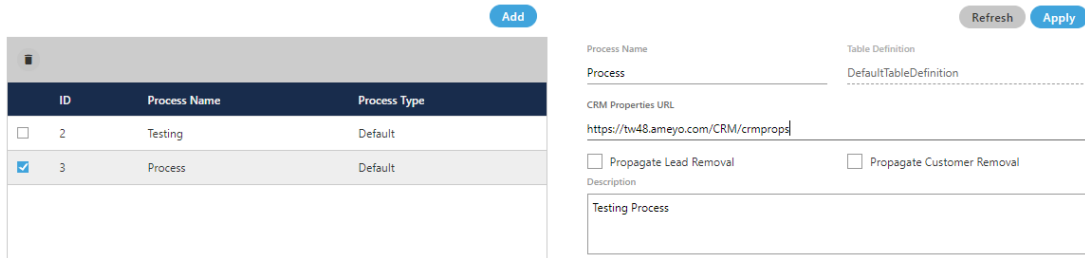 Add
ID Process Name Process Type
2 Testing Default
3 Process Default
Refresh Apply
Process Name Table Definition
Process DefaultTableDefinition
CRM Properties URL
https://tw48.ameyo.com/CRM/crmprops
Propagate Lead Removal Propagate Customer Removal
Description
Testing Process